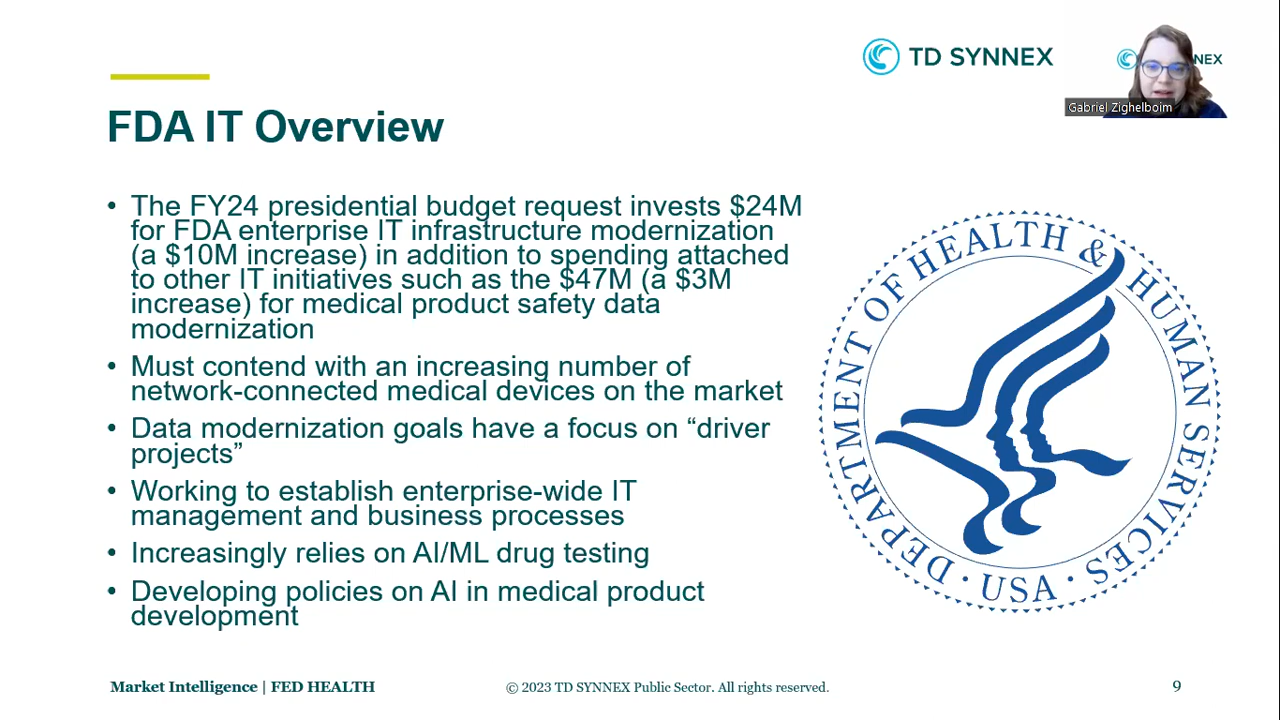 TD SYNNEX
NEX
Gabriel Zighelboim
FDA IT Overview
• The FY24 presidential budget request invests $24M
for FDA enterprise IT infrastructure modernization
(a $10M increase) in addition to spending attached
to other IT initiatives such as the $47M (a $3M
increase) for medical product safety data
modernization
• Must contend with an increasing number of
network-connected medical devices on the market
• Data modernization goals have a focus on “driver
projects”
• Working to establish enterprise-wide IT
management and business processes
• Increasingly relies on AI/ML drug testing
• Developing policies on AI in medical product
development
DEPARTMENT OF HEALTH & HUMAN SERVICES · USA ·
Market Intelligence | FED HEALTH
© 2023 TD SYNNEX Public Sector. All rights reserved.
9